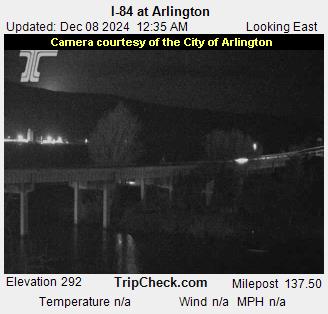 I-84 at Arlington
Updated: Dec 08 2024 12:35 AM Looking East
Camera courtesy of the City of Arlington
Elevation 292 TripCheck.com Milepost 137.50
Temperature n/a Wind n/a MPH n/a